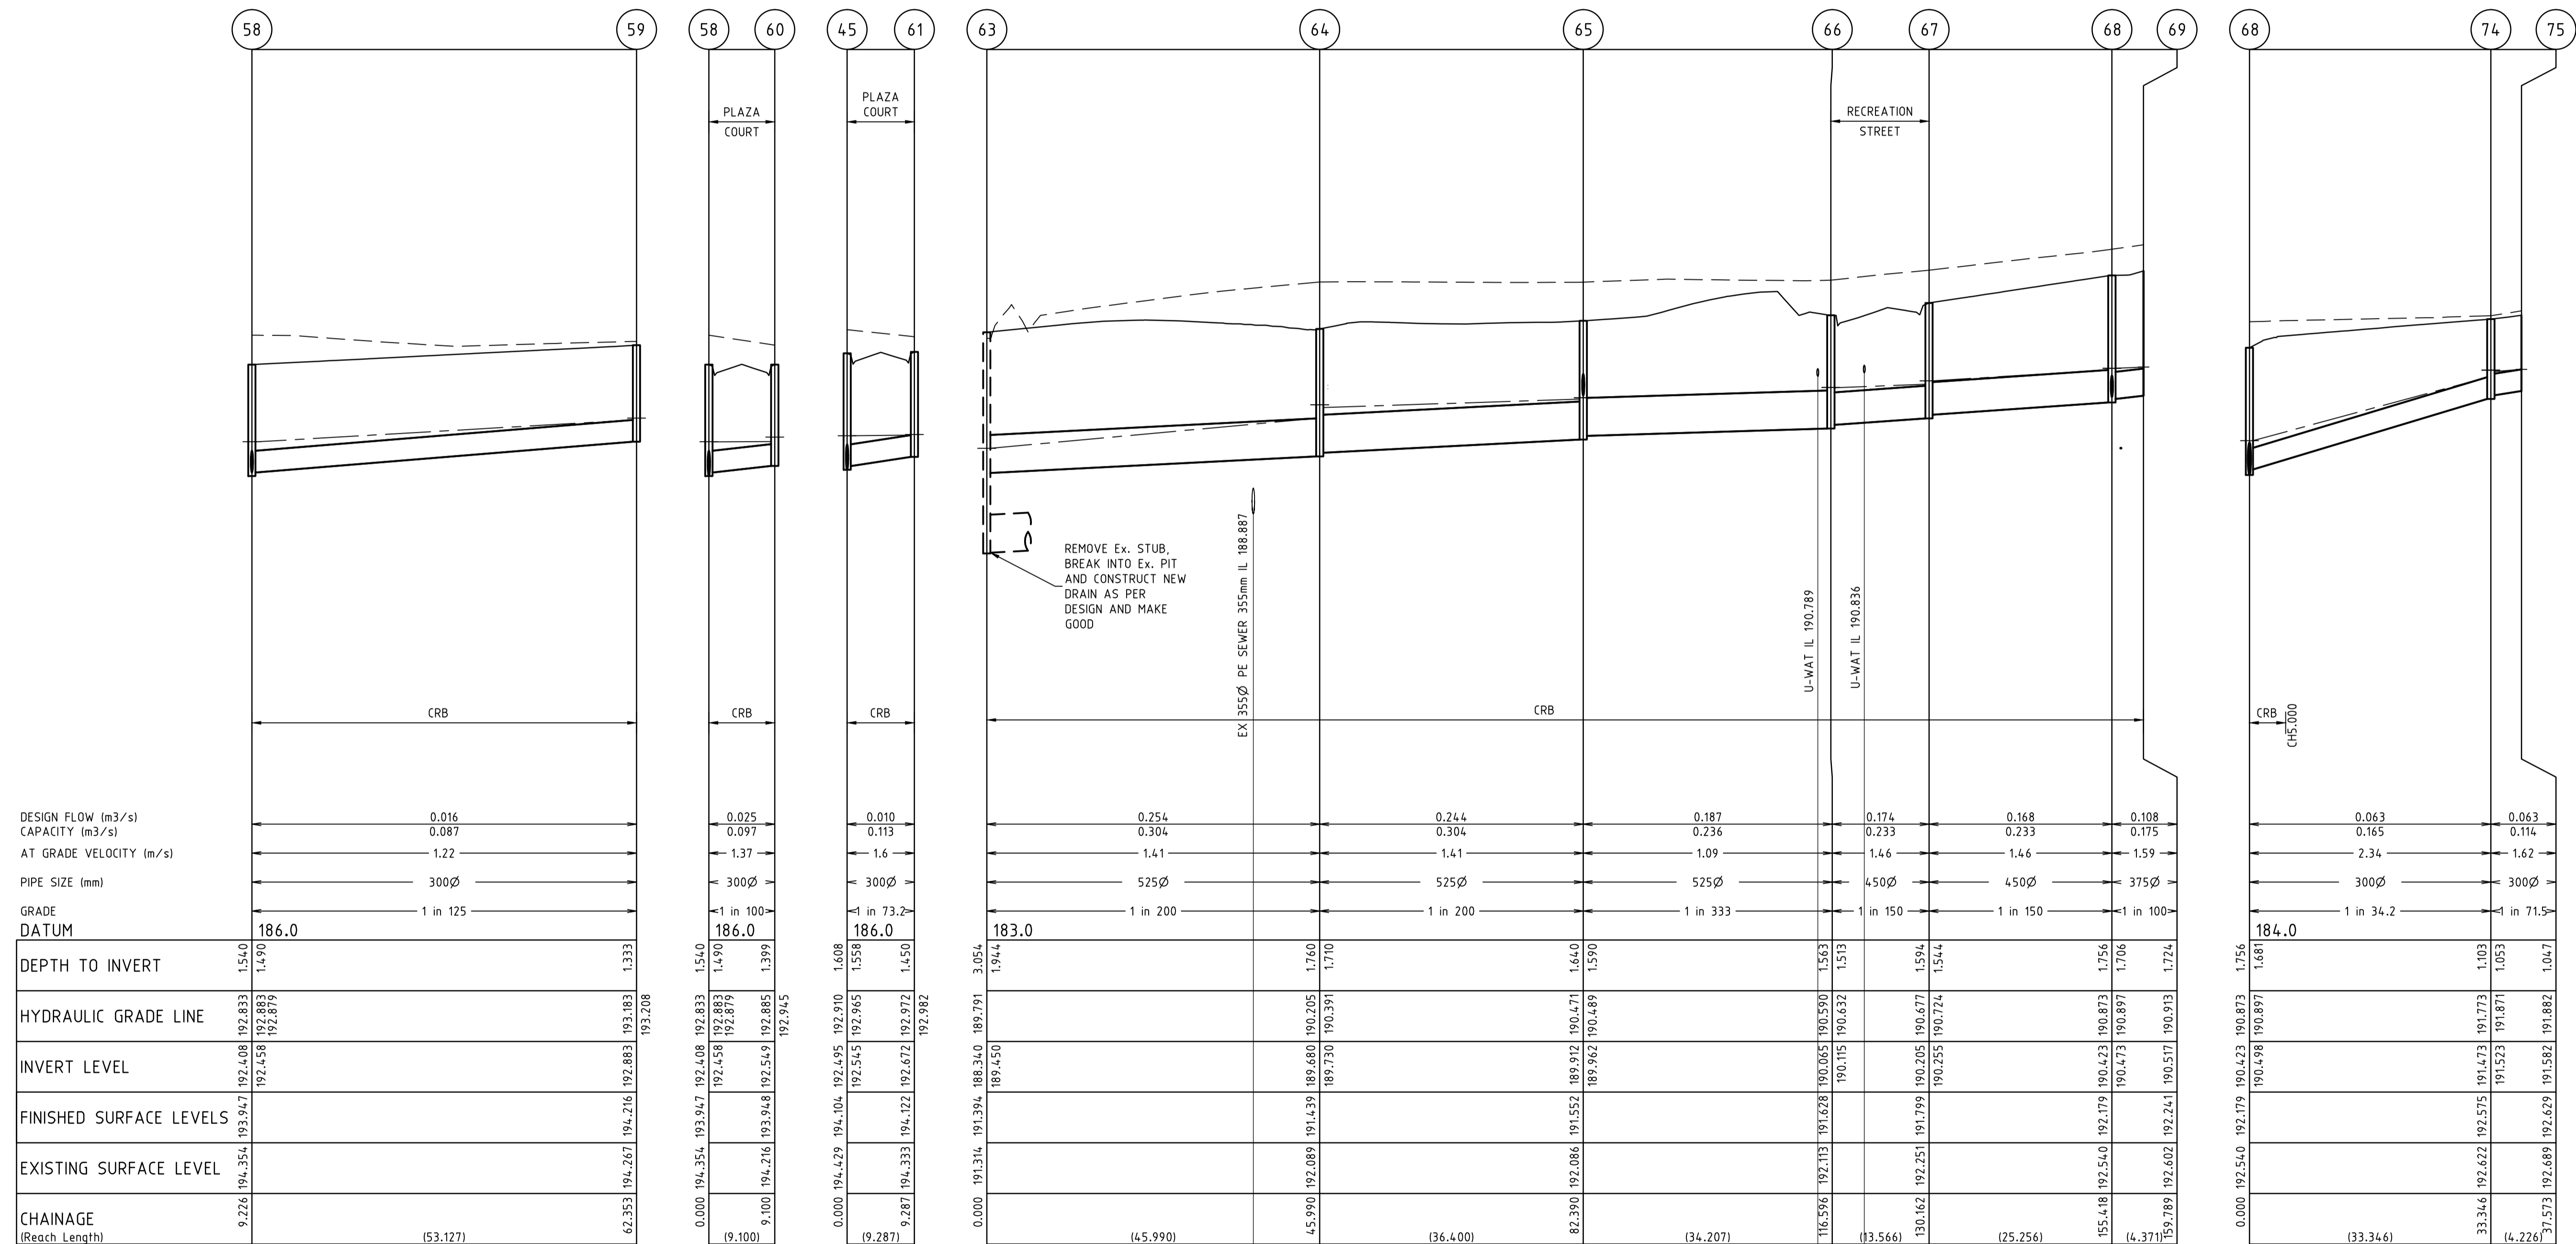 58 59 58 60 45 61 63 64 65 66 67 68 69 68 74 75
PLAZA
COURT
PLAZA
COURT
RECREATION
STREET
REMOVE Ex. STUB,
BREAK INTO Ex. PIT
AND CONSTRUCT NEW
DRAIN AS PER
DESIGN AND MAKE
GOOD
EX 355Ø PE SEWER 355mm IL 188.887
U-WAT IL 190.789
U-WAT IL 190.836
CRB CRB CRB CRB CRB
CH5.000
DESIGN FLOW (m3/s) 0.016 0.025 0.010 0.254 0.244 0.187 0.174 0.168 0.108 0.063 0.063
CAPACITY (m3/s) 0.087 0.097 0.113 0.304 0.304 0.236 0.233 0.233 0.175 0.165 0.114
AT GRADE VELOCITY (m/s) 1.22 1.37 1.6 1.41 1.41 1.09 1.46 1.46 1.59 2.34 1.62
PIPE SIZE (mm) 300Ø 300Ø 300Ø 525Ø 525Ø 525Ø 450Ø 450Ø 375Ø 300Ø 300Ø
GRADE 1 in 125 1 in 100 1 in 73.2 1 in 200 1 in 200 1 in 333 1 in 150 1 in 150 1 in 100 1 in 34.2 1 in 71.5
DATUM 186.0 186.0 186.0 183.0 184.0
DEPTH TO INVERT 1.540 1.490 1.333 1.540 1.490 1.399 1.608 1.558 1.450 3.054 1.944 1.760 1.710 1.640 1.590 1.563 1.513 1.594 1.544 1.756 1.706 1.724 1.756 1.681 1.103 1.053 1.047
HYDRAULIC GRADE LINE 192.833 192.883 192.879 193.183 193.208 192.833 192.883 192.879 192.885 192.945 192.910 192.965 192.972 192.982 189.791 190.205 190.391 190.471 190.489 190.590 190.632 190.677 190.724 190.873 190.897 190.913 190.873 190.897 191.773 191.871 191.882
INVERT LEVEL 192.408 192.458 192.883 192.408 192.458 192.549 192.495 192.545 192.672 188.340 189.450 189.680 189.730 189.912 189.962 190.065 190.115 190.205 190.255 190.423 190.473 190.517 190.423 190.498 191.473 191.523 191.582
FINISHED SURFACE LEVELS 193.947 194.216 193.947 193.948 194.104 194.122 191.394 191.439 191.552 191.628 191.799 192.179 192.241 192.179 192.575 192.629
EXISTING SURFACE LEVEL 194.354 194.267 194.354 194.216 194.429 194.333 191.314 192.089 192.086 192.113 192.251 192.540 192.602 192.540 192.622 192.689
CHAINAGE 9.226 62.353 0.000 9.100 0.000 9.287 0.000 45.990 82.390 116.596 130.162 155.418 159.789 0.000 33.346 37.573
(Reach Length) (53.127) (9.100) (9.287) (45.990) (36.400) (34.207) (13.566) (25.256) (4.371) (33.346) (4.226)